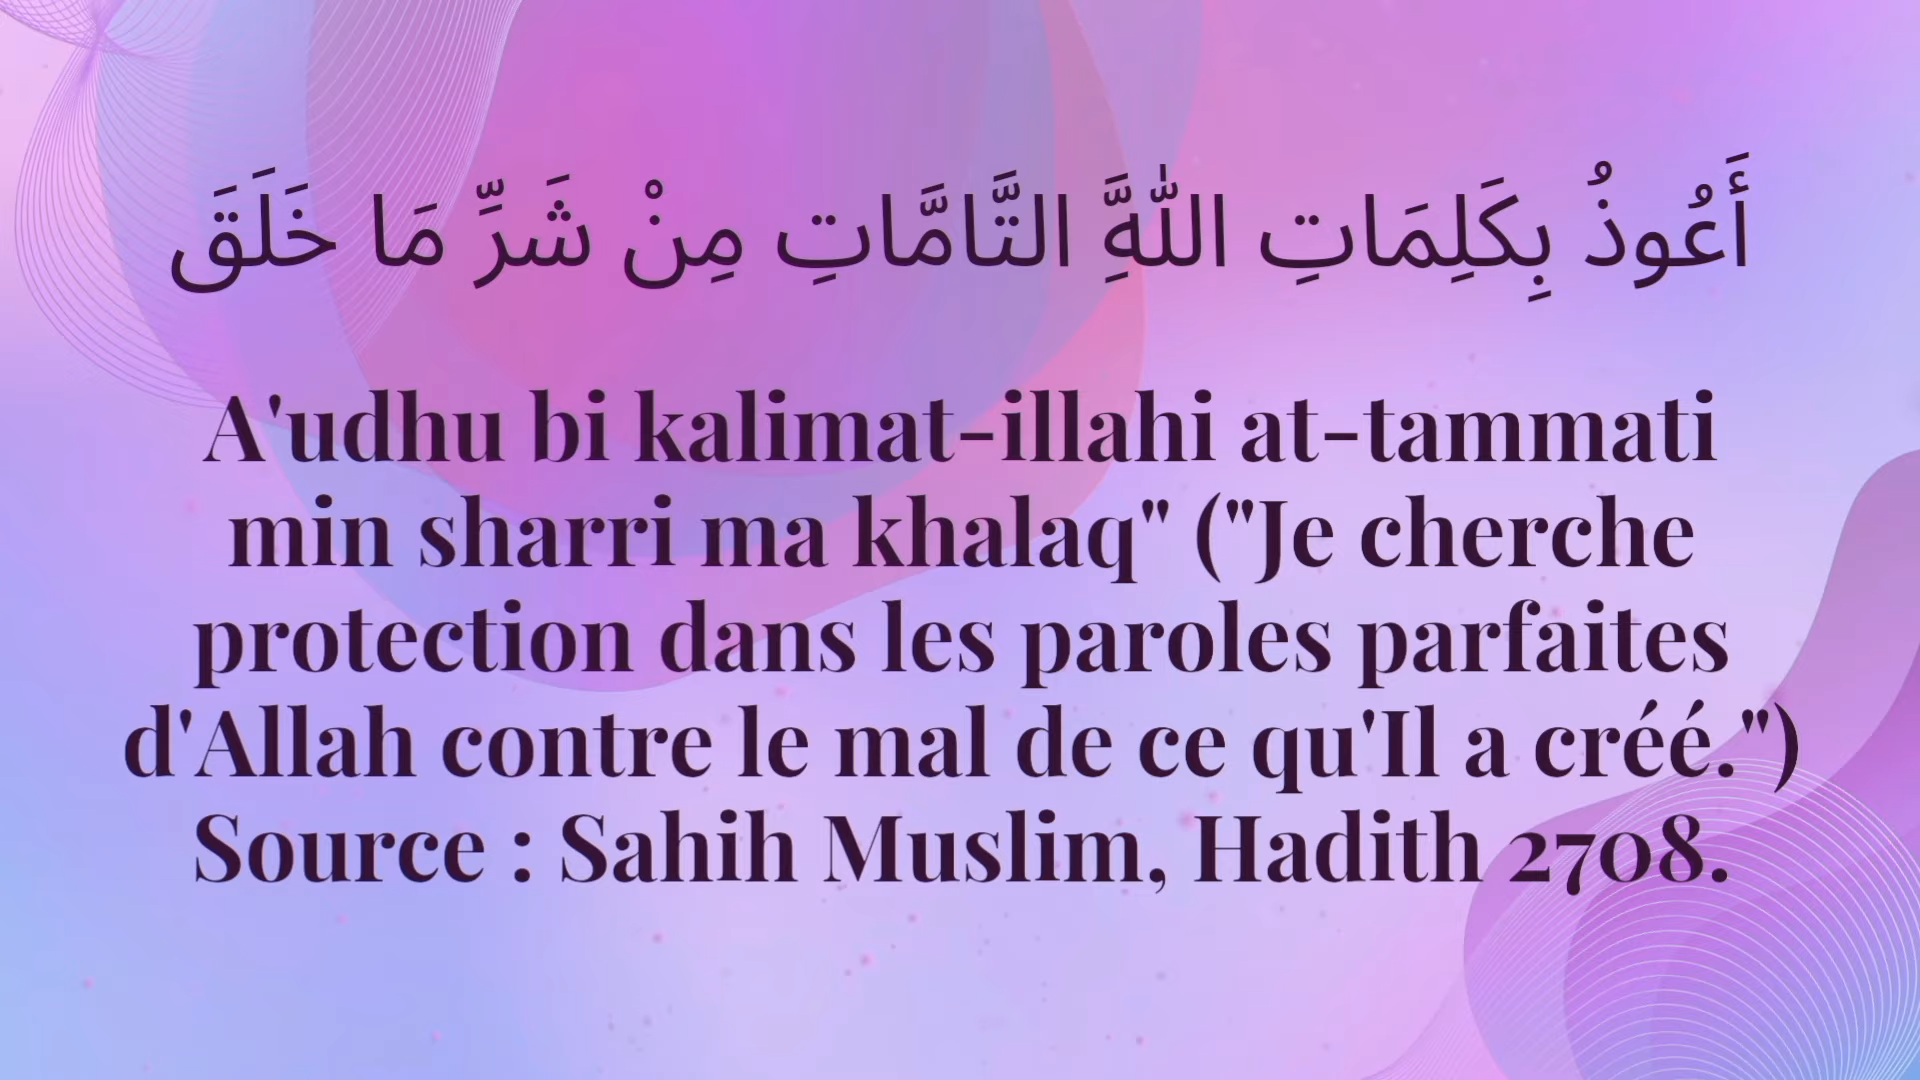 أَعُوذُ بِكَلِمَاتِ اللّٰهَِّ التَّامَّاتِ مِنْ شَرِّ مَا خَلَقَ
A'udhu bi kalimat-illahi at-tammati
min sharri ma khalaq" ("Je cherche
protection dans les paroles parfaites
d'Allah contre le mal de ce qu'Il a créé.")
Source : Sahih Muslim, Hadith 2708.